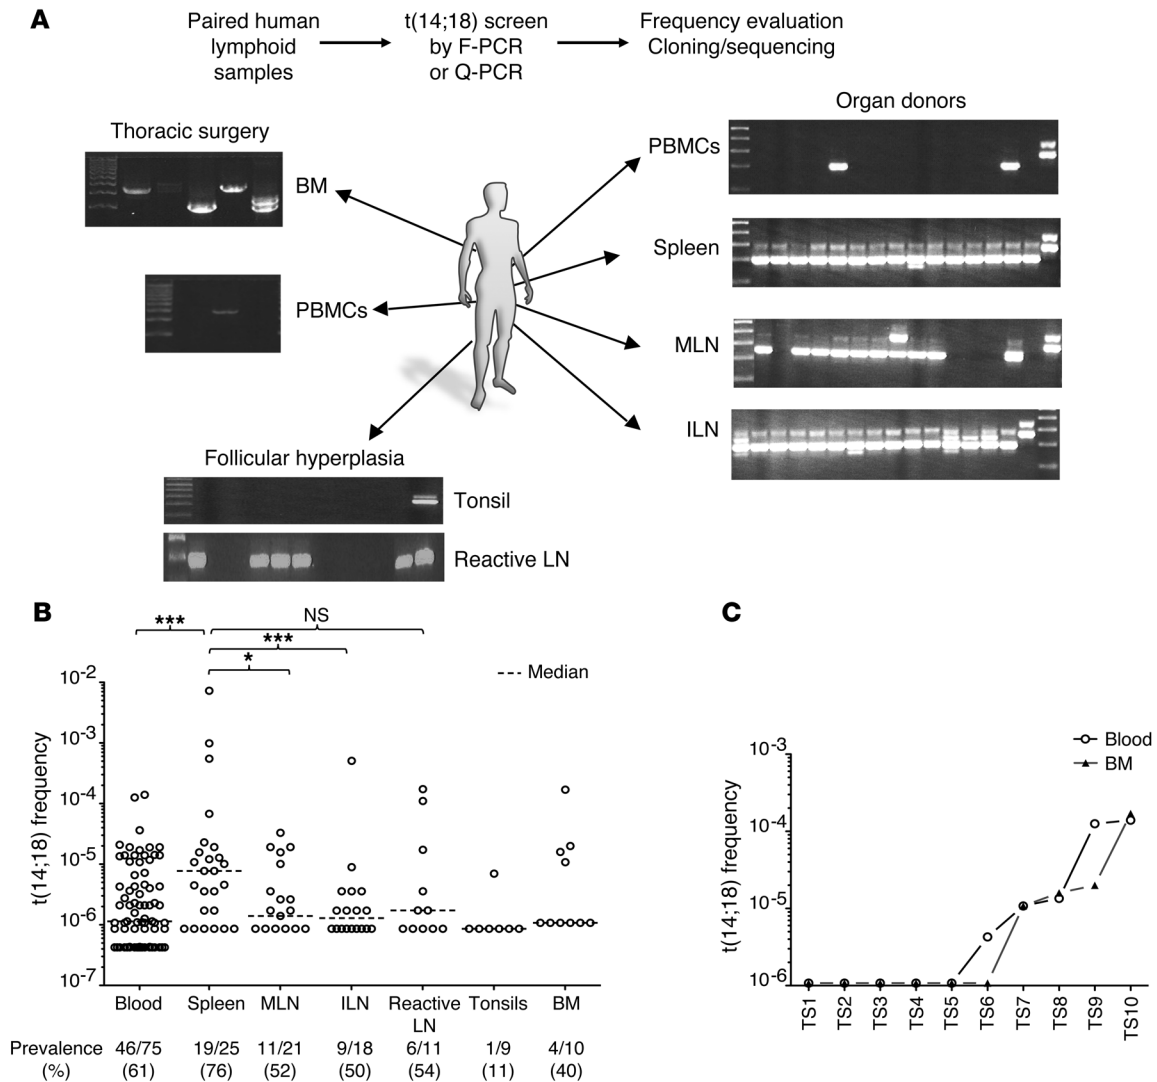 A
Paired human
lymphoid
samples
t(14;18) screen
by F-PCR
or Q-PCR
Frequency evaluation
Cloning/sequencing
Thoracic surgery
Organ donors
BM
PBMCs
PBMCs
Spleen
MLN
ILN
Follicular hyperplasia
Tonsil
Reactive LN
B
***
NS
***
*
Median
t(14;18) frequency
10-2
10-3
10-4
10-5
10-6
10-7
Blood
Spleen
MLN
ILN
Reactive
LN
Tonsils
BM
Prevalence 46/75 19/25 11/21 9/18 6/11 1/9 4/10
(%) (61) (76) (52) (50) (54) (11) (40)
C
Blood
BM
t(14;18) frequency
10-3
10-4
10-5
10-6
TS1
TS2
TS3
TS4
TS5
TS6
TS7
TS8
TS9
TS10